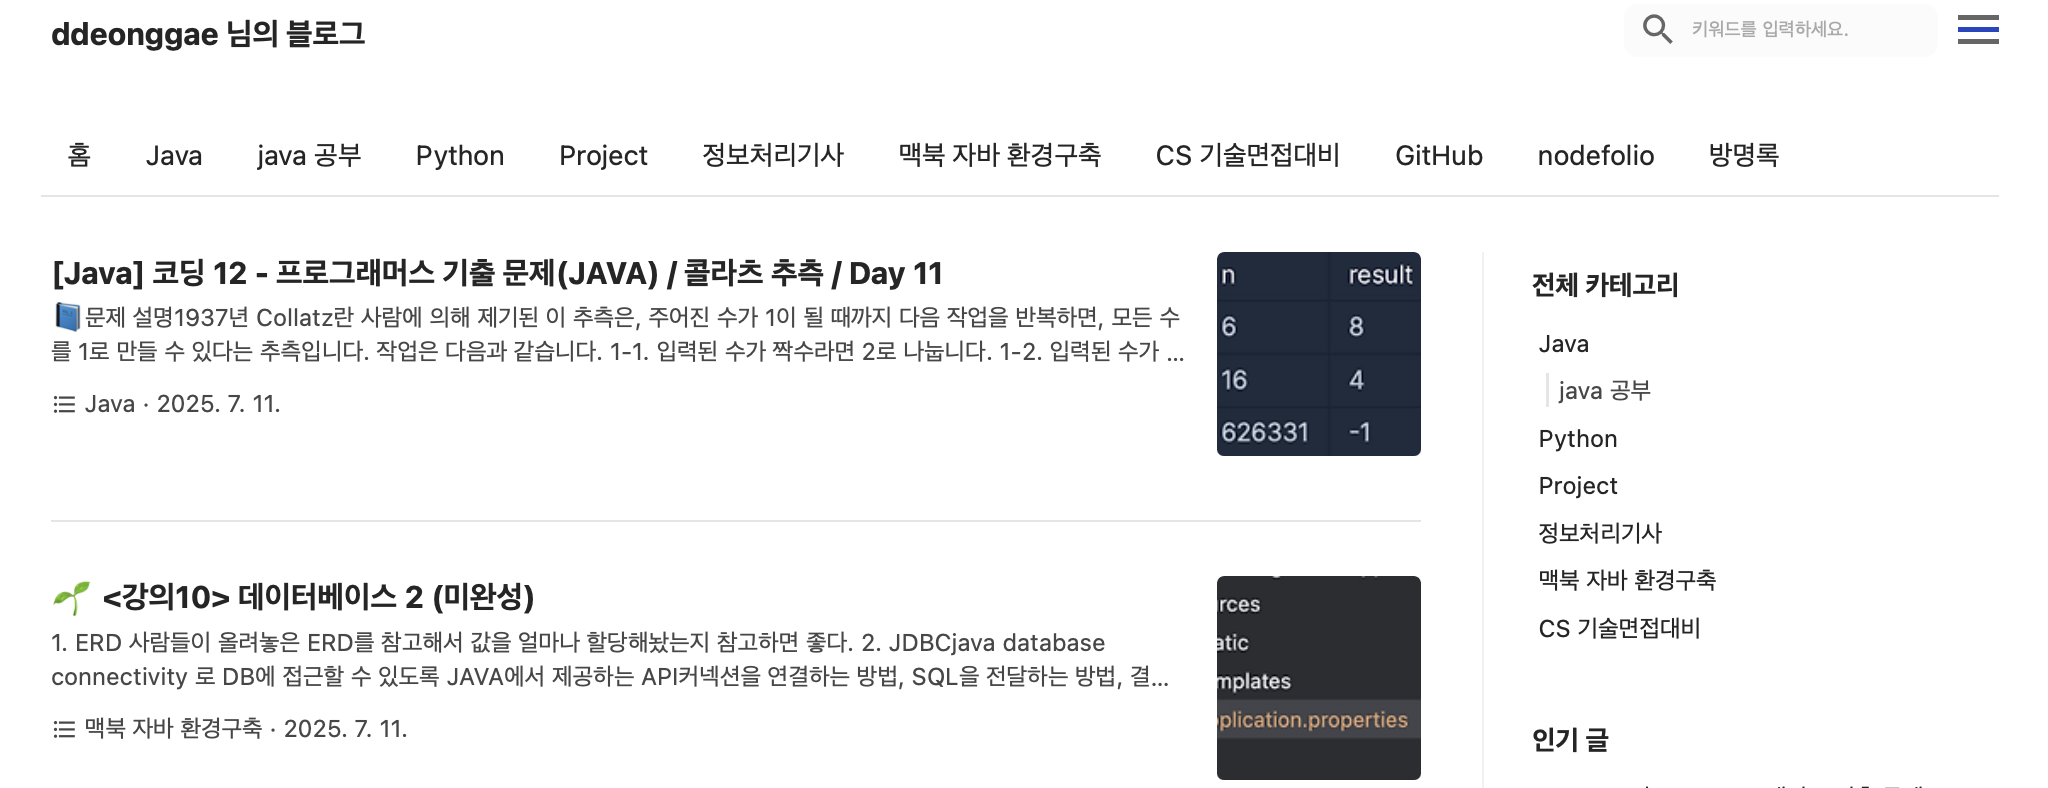 ddeonggae 님의 블로그
키워드를 입력하세요.
홈 Java java 공부 Python Project 정보처리기사 맥북 자바 환경구축 CS 기술면접대비 GitHub nodefolio 방명록
[Java] 코딩 12 - 프로그래머스 기출 문제(JAVA) / 콜라츠 추측 / Day 11
📘문제 설명1937년 Collatz란 사람에 의해 제기된 이 추측은, 주어진 수가 1이 될 때까지 다음 작업을 반복하면, 모든 수
를 1로 만들 수 있다는 추측입니다. 작업은 다음과 같습니다. 1-1. 입력된 수가 짝수라면 2로 나눕니다. 1-2. 입력된 수가 ...
Java · 2025. 7. 11.
n result
6 8
16 4
626331 -1
🌱 <강의10> 데이터베이스 2 (미완성)
1. ERD 사람들이 올려놓은 ERD를 참고해서 값을 얼마나 할당해놨는지 참고하면 좋다. 2. JDBCjava database
connectivity 로 DB에 접근할 수 있도록 JAVA에서 제공하는 API커넥션을 연결하는 방법, SQL을 전달하는 방법, 결...
맥북 자바 환경구축 · 2025. 7. 11.
rces
atic
mplates
plication.properties
전체 카테고리
Java
java 공부
Python
Project
정보처리기사
맥북 자바 환경구축
CS 기술면접대비
인기 글